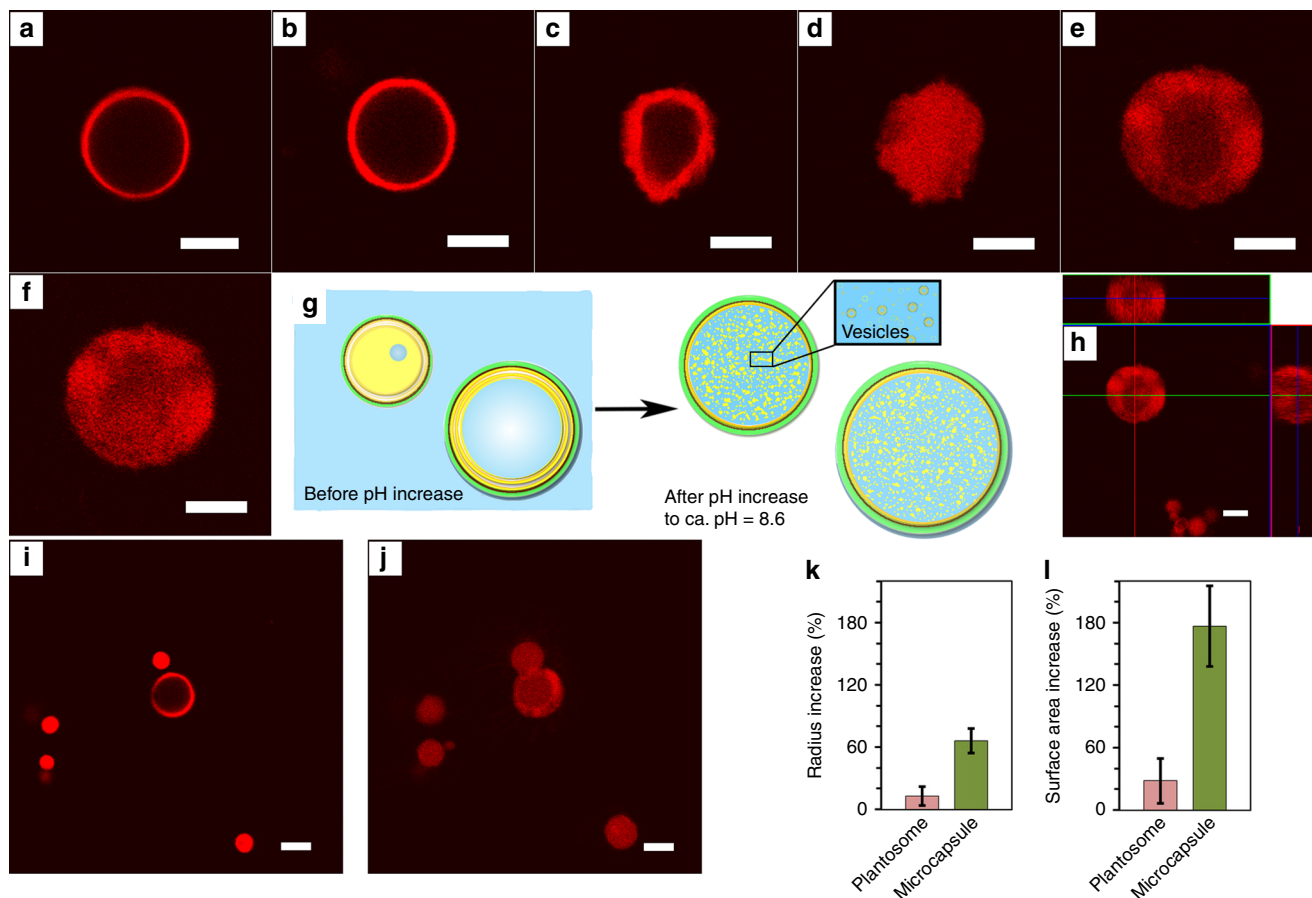 a
b
c
d
e
f
g
Vesicles
Before pH increase
After pH increase
to ca. pH = 8.6
h
i
j
k
Radius increase (%)
180
120
60
0
Plantosome
Microcapsule
l
Surface area increase (%)
180
120
60
0
Plantosome
Microcapsule